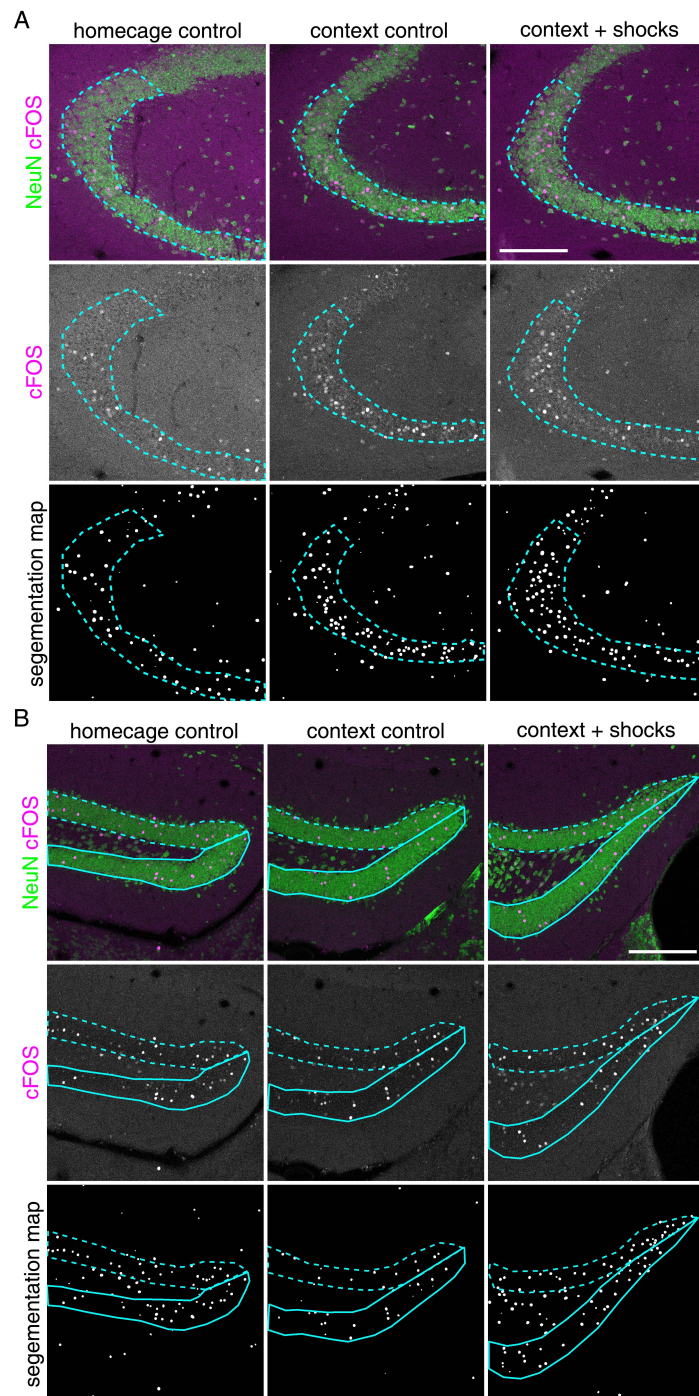 A
homecage control
context control
context + shocks
NeuN cFOS
cFOS
segementation map
B
homecage control
context control
context + shocks
NeuN cFOS
cFOS
segementation map